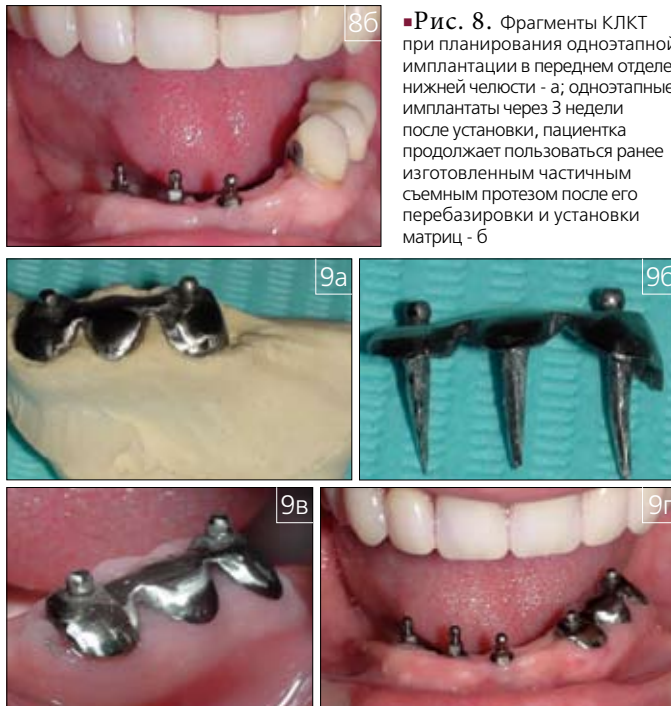 8б
▪Рис. 8. Фрагменты КЛКТ
при планирования одноэтапной
имплантации в переднем отделе
нижней челюсти - а; одноэтапные
имплантаты через 3 недели
после установки, пациентка
продолжает пользоваться ранее
изготовленным частичным
съемным протезом после его
перебазировки и установки
матриц - б
9а
9б
9в
9г